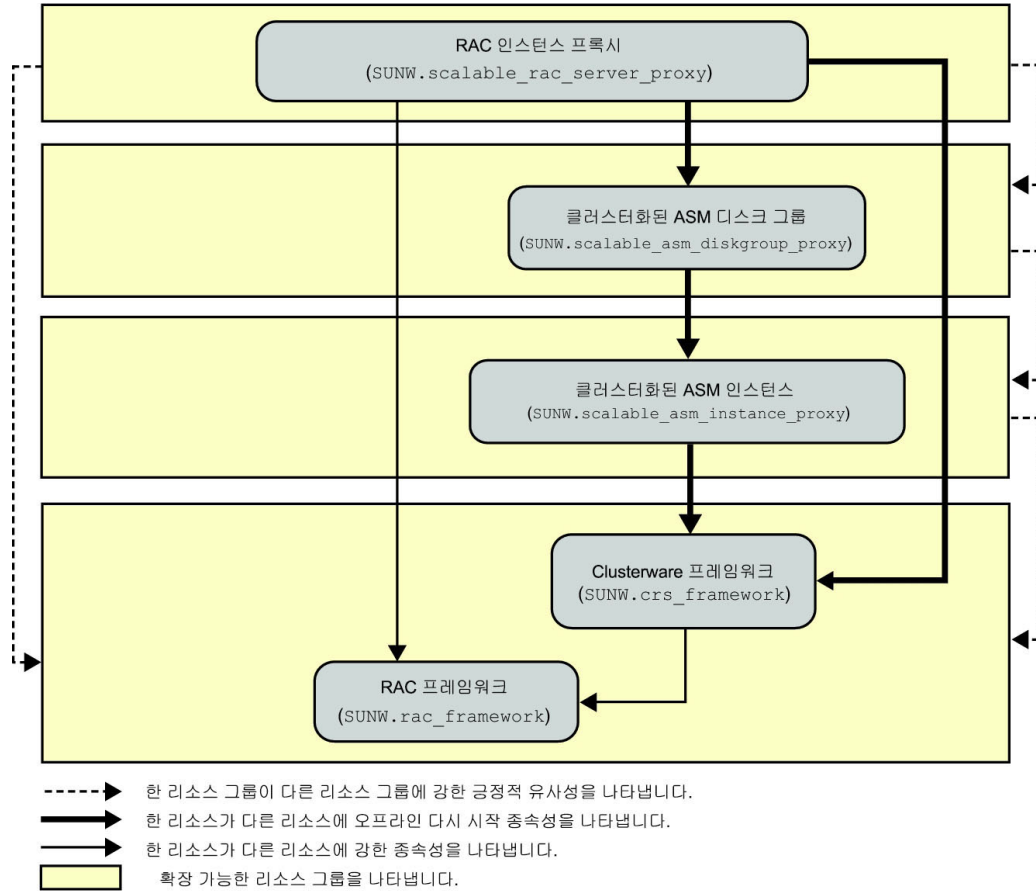 RAC 인스턴스 프록시
(SUNW.scalable_rac_server_proxy)
클러스터화된 ASM 디스크 그룹
(SUNW.scalable_asm_diskgroup_proxy)
클러스터화된 ASM 인스턴스
(SUNW.scalable_asm_instance_proxy)
Clusterware 프레임워크
(SUNW.crs_framework)
RAC 프레임워크
(SUNW.rac_framework)
한 리소스 그룹이 다른 리소스 그룹에 강한 긍정적 유사성을 나타냅니다.
한 리소스가 다른 리소스에 오프라인 다시 시작 종속성을 나타냅니다.
한 리소스가 다른 리소스에 강한 종속성을 나타냅니다.
확장 가능한 리소스 그룹을 나타냅니다.